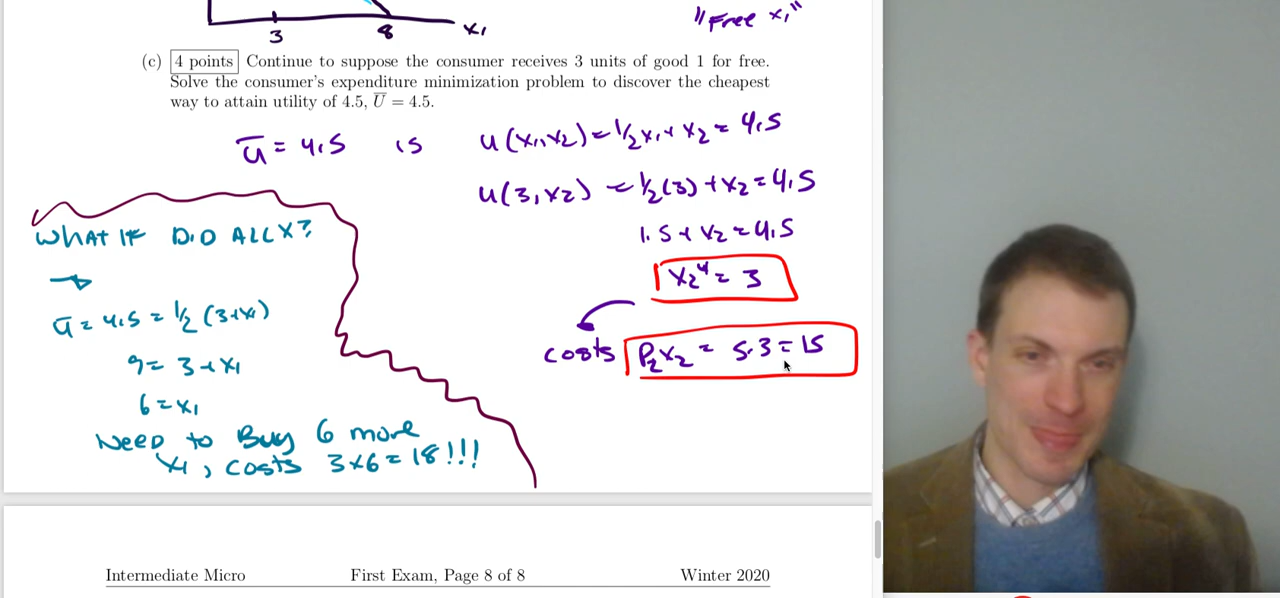 3 8 x₁
"Free x₁"
(c) 4 points Continue to suppose the consumer receives 3 units of good 1 for free.
Solve the consumer's expenditure minimization problem to discover the cheapest
way to attain utility of 4.5, U̅ = 4.5.
u̅ = 4.5 is u(x₁,x₂) = 1/2x₁ + x₂ = 4.5
u(3,x₂) = 1/2(3) + x₂ = 4.5
1.5 + x₂ = 4.5
WHAT IF DID ALL X?
x₂ᵘ = 3
→
u̅ = 4.5 = 1/2(3+x₁)
costs P₂x₂ = 5·3 = 15
9 = 3+x₁
6 = x₁
Need to Buy 6 more
x₁, costs 3x6 = 18!!!
Intermediate Micro First Exam, Page 8 of 8 Winter 2020